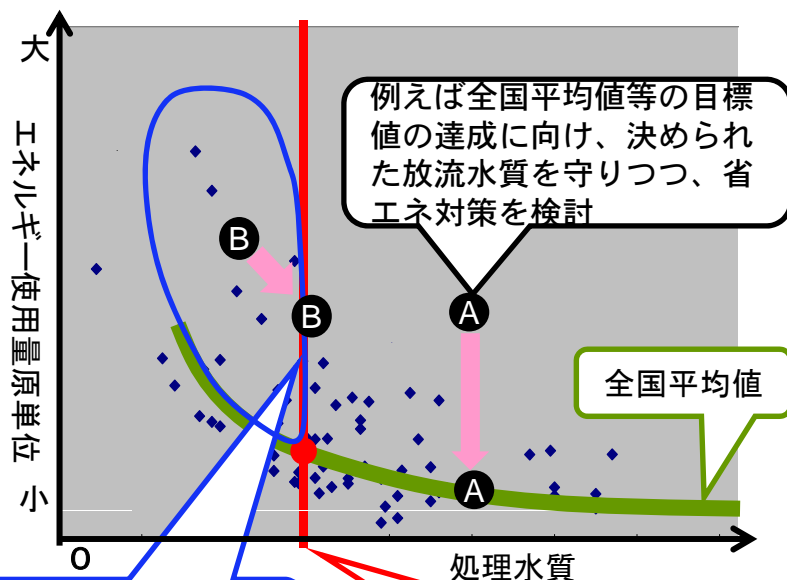 大
例えば全国平均値等の目標
値の達成に向け、決められ
た放流水質を守りつつ、省
エネ対策を検討
エネルギー使用量原単位
B
B
A
全国平均値
A
小
0
処理水質